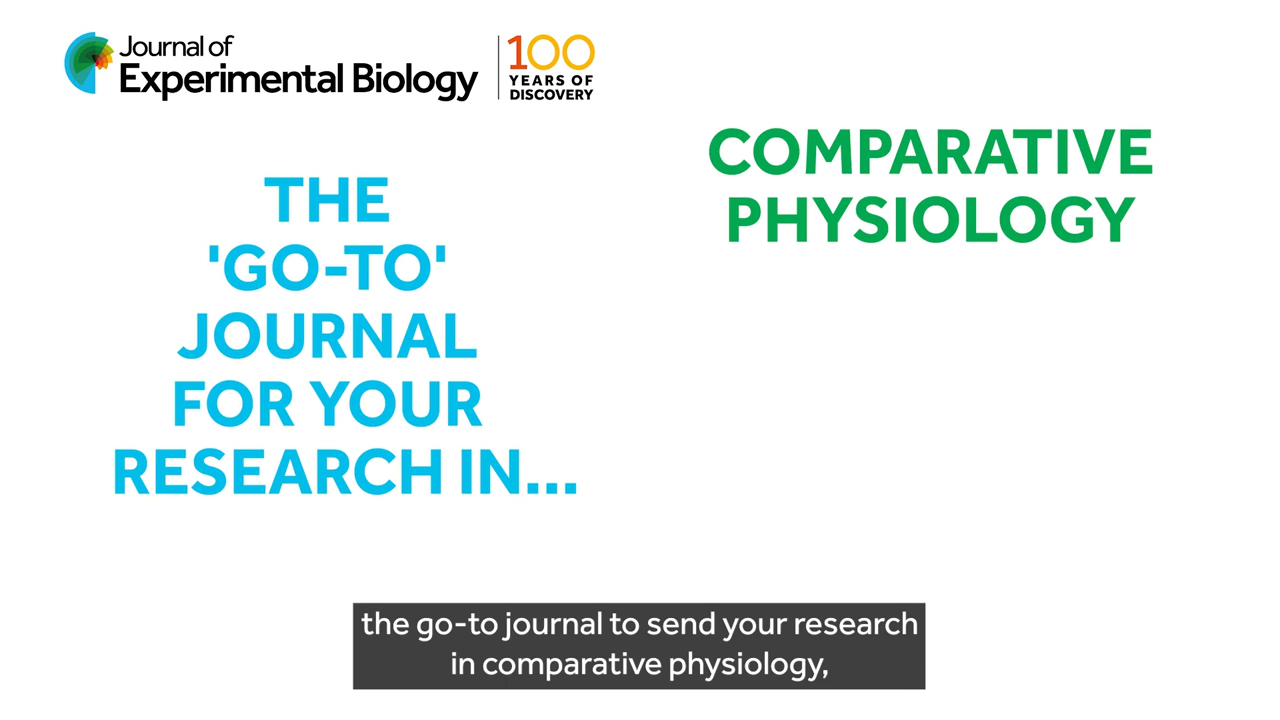 Journal of
Experimental Biology
100
YEARS OF
DISCOVERY
THE
'GO-TO'
JOURNAL
FOR YOUR
RESEARCH IN...
COMPARATIVE
PHYSIOLOGY
the go-to journal to send your research
in comparative physiology,